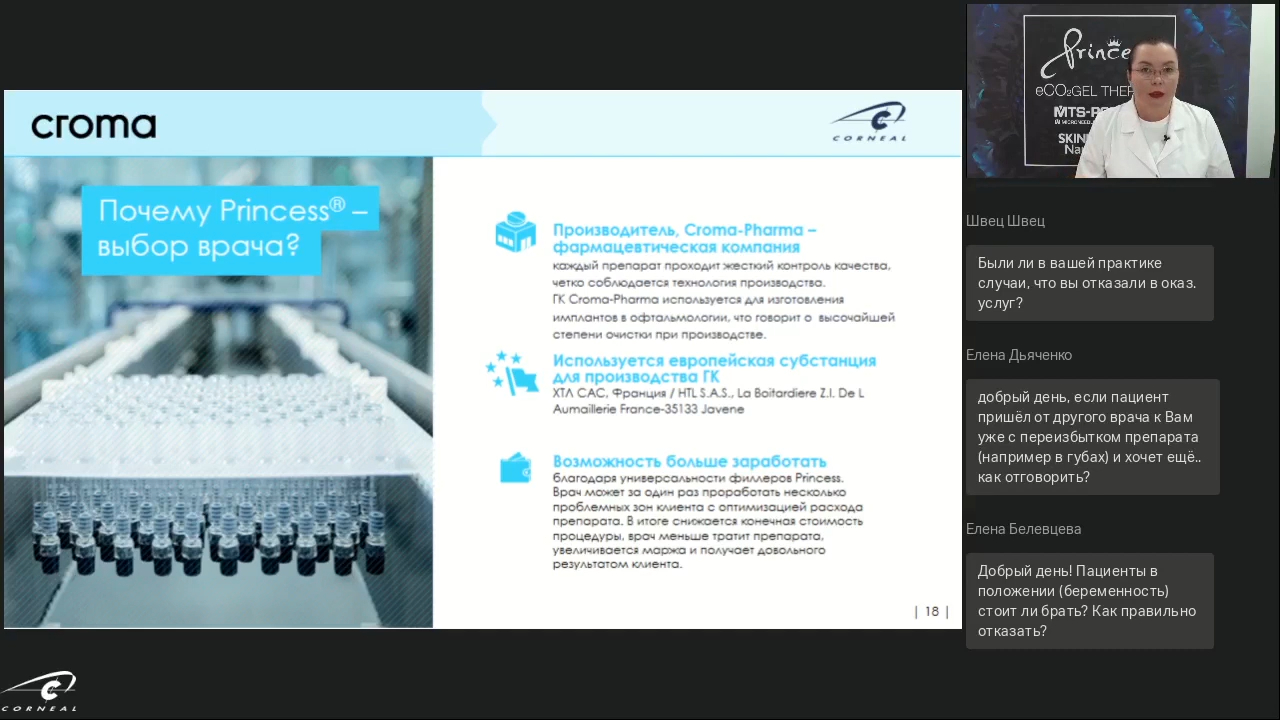 croma
CORNEAL
Почему Princess® –
выбор врача?
Производитель, Croma-Pharma –
фармацевтическая компания
каждый препарат проходит жесткий контроль качества,
четко соблюдается технология производства.
ГК Croma-Pharma используется для изготовления
имплантов в офтальмологии, что говорит о высочайшей
степени очистки при производстве.
Используется европейская субстанция
для производства ГК
ХТЛ САС, Франция / HTL S.A.S., La Boitardiere Z.I. De L
Aumaillerie France-35133 Javene
Возможность больше заработать
благодаря универсальности филлеров Princess.
Врач может за один раз проработать несколько
проблемных зон клиента с оптимизацией расхода
препарата. В итоге снижается конечная стоимость
процедуры, врач меньше тратит препарата,
увеличивается маржа и получает довольного
результатом клиента.
| 18 |
CORNEAL
Prince
eCO₂GEL THER
MTS-R
SKIN
Na
Швец Швец
Были ли в вашей практике
случаи, что вы отказали в оказ.
услуг?
Елена Дьяченко
добрый день, если пациент
пришёл от другого врача к Вам
уже с переизбытком препарата
(например в губах) и хочет ещё..
как отговорить?
Елена Белевцева
Добрый день! Пациенты в
положении (беременность)
стоит ли брать? Как правильно
отказать?